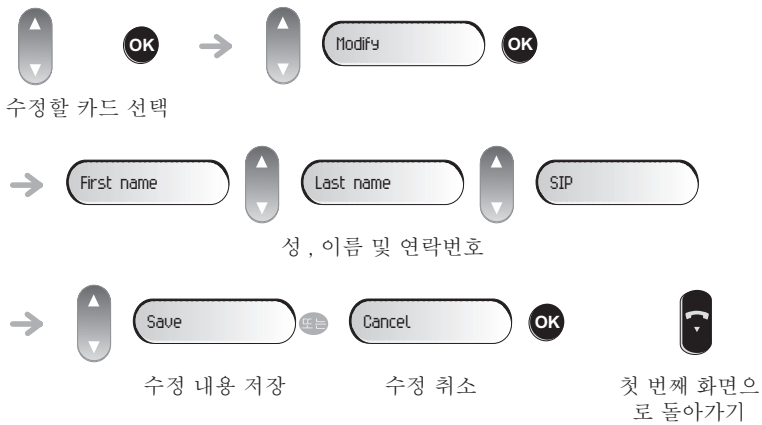 OK
Modify
OK
수정할 카드 선택
First name
Last name
SIP
성 , 이름 및 연락번호
Save
또는
Cancel
OK
수정 내용 저장
수정 취소
첫 번째 화면으
로 돌아가기